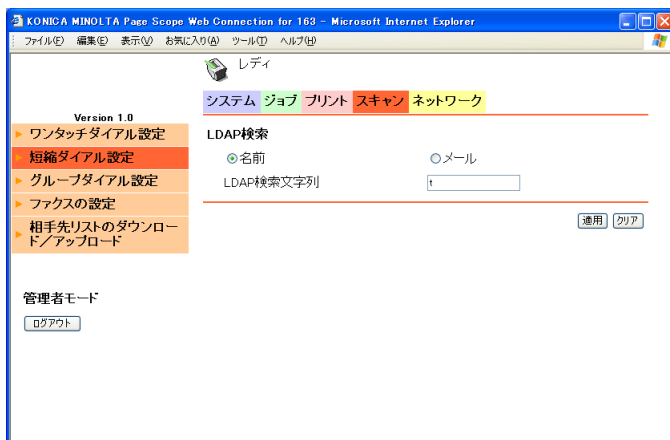 KONICA MINOLTA Page Scope Web Connection for 163 - Microsoft Internet Explorer
ファイル(F) 編集(E) 表示(V) お気に入り(A) ツール(T) ヘルプ(H)
レディ
システム ジョブ プリント スキャン ネットワーク
Version 1.0
ワンタッチダイアル設定
短縮ダイアル設定
グループダイアル設定
ファクスの設定
相手先リストのダウンロー
ド/アップロード
管理者モード
ログアウト
LDAP検索
名前 メール
LDAP検索文字列 t
適用 クリア